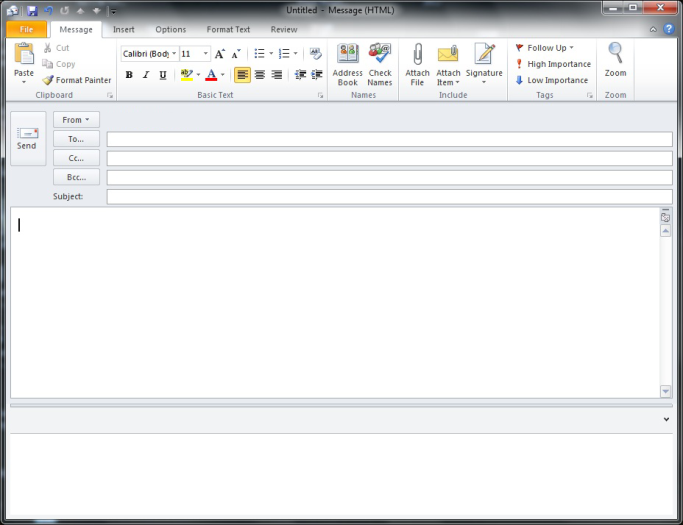 Untitled - Message (HTML)
File Message Insert Options Format Text Review
Paste Cut Copy Format Painter
Calibri (Body 11
B I U A
Address Book Check Names
Attach File Attach Item Signature
Follow Up
High Importance
Low Importance
Zoom
Clipboard Basic Text Names Include Tags Zoom
From
Send To...
Cc...
Bcc...
Subject: